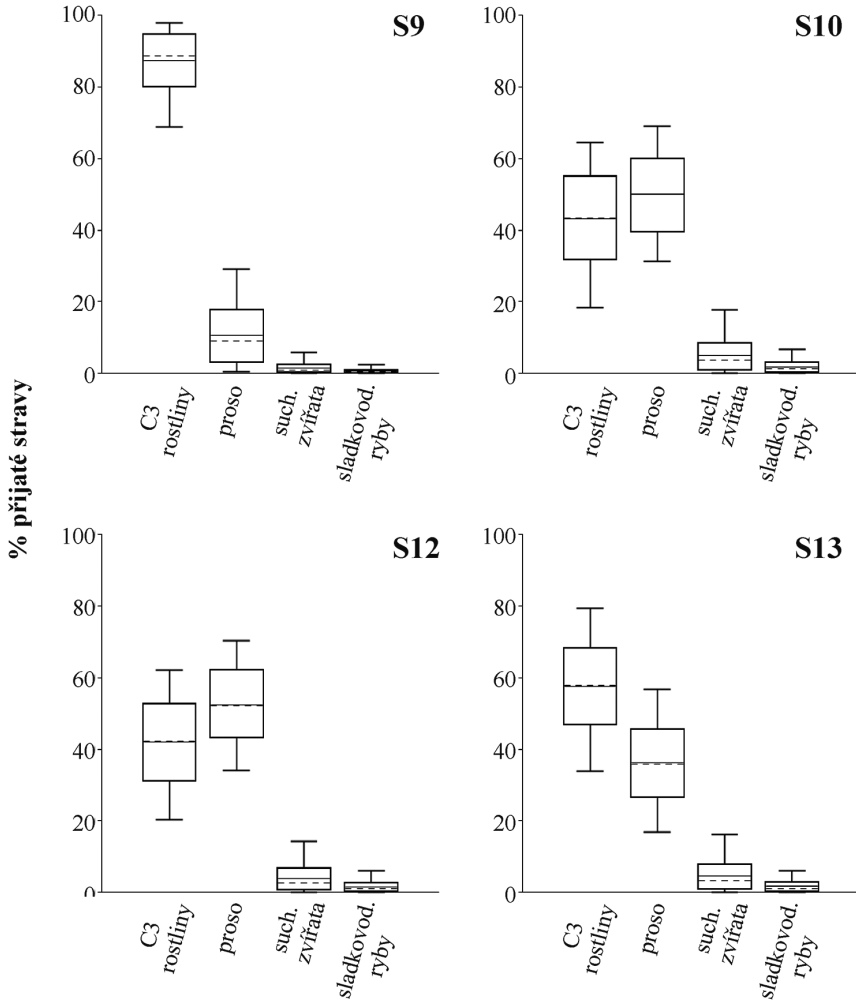 % přijaté stravy
S9
100
80
60
40
20
0
C3
rostliny
proso
such.
zvířata
sladkovod.
ryby
S10
100
80
60
40
20
0
C3
rostliny
proso
such.
zvířata
sladkovod.
ryby
S12
100
80
60
40
20
0
C3
rostliny
proso
such.
zvířata
sladkovod.
ryby
S13
100
80
60
40
20
0
C3
rostliny
proso
such.
zvířata
sladkovod.
ryby